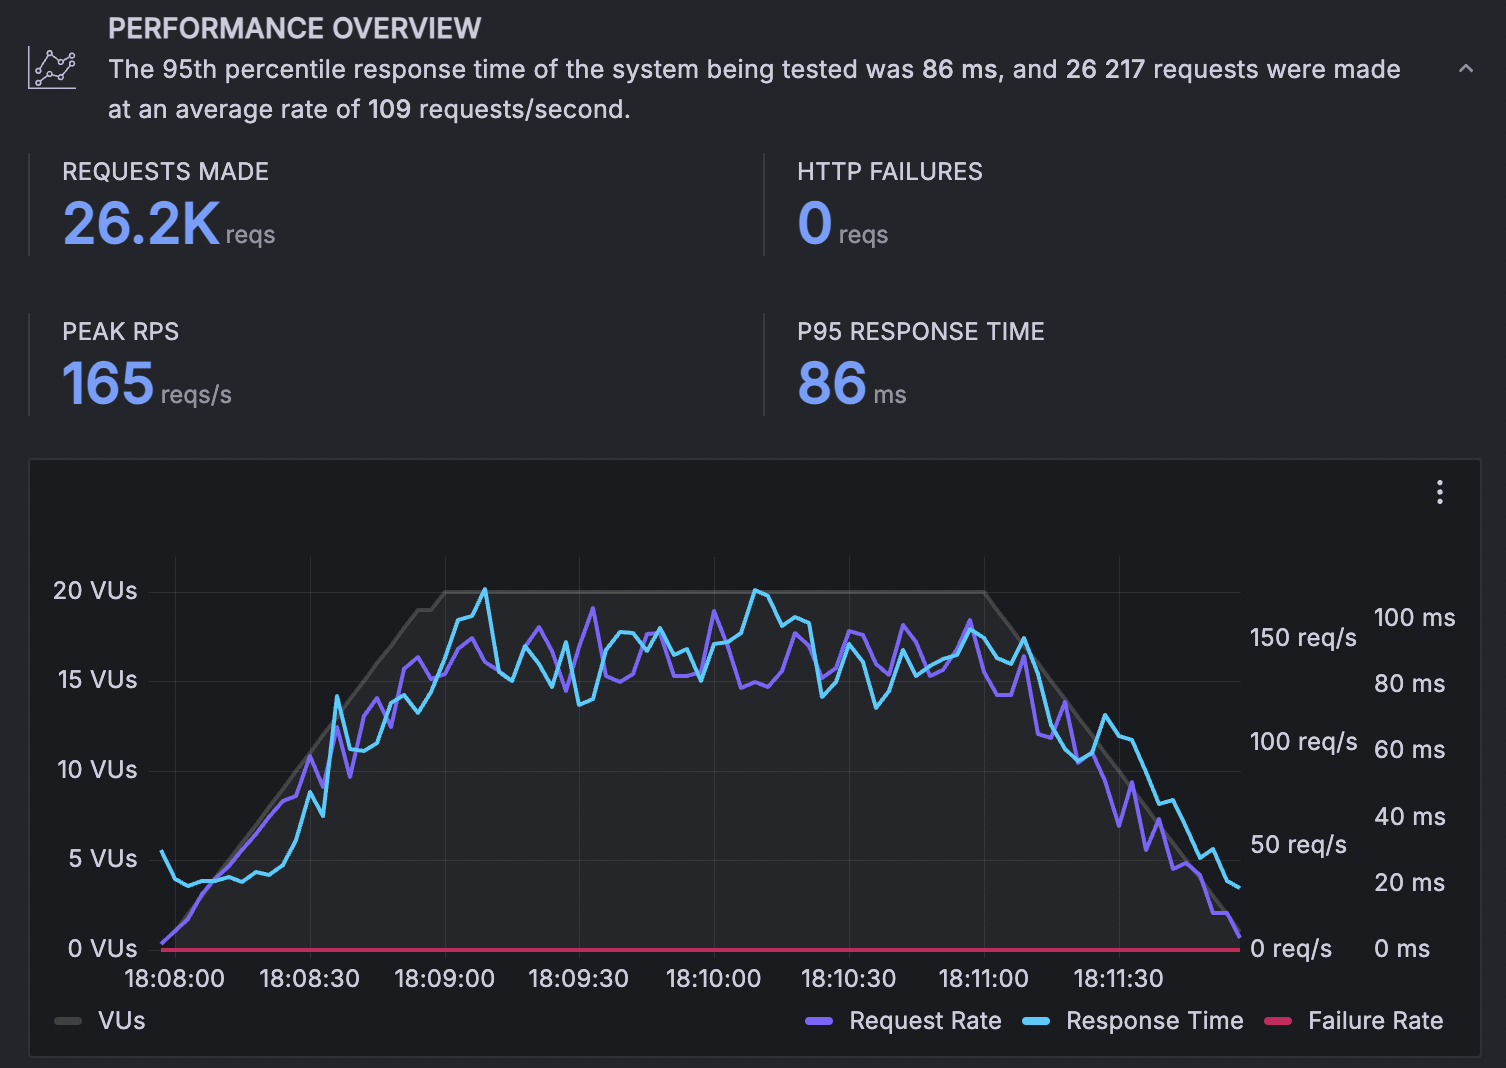 PERFORMANCE OVERVIEW
The 95th percentile response time of the system being tested was 86 ms, and 26 217 requests were made
at an average rate of 109 requests/second.
REQUESTS MADE
26.2K reqs
HTTP FAILURES
0 reqs
PEAK RPS
165 reqs/s
P95 RESPONSE TIME
86 ms
20 VUs
15 VUs
10 VUs
5 VUs
0 VUs
150 req/s
100 req/s
50 req/s
0 req/s
100 ms
80 ms
60 ms
40 ms
20 ms
0 ms
18:08:00 18:08:30 18:09:00 18:09:30 18:10:00 18:10:30 18:11:00 18:11:30
VUs Request Rate Response Time Failure Rate